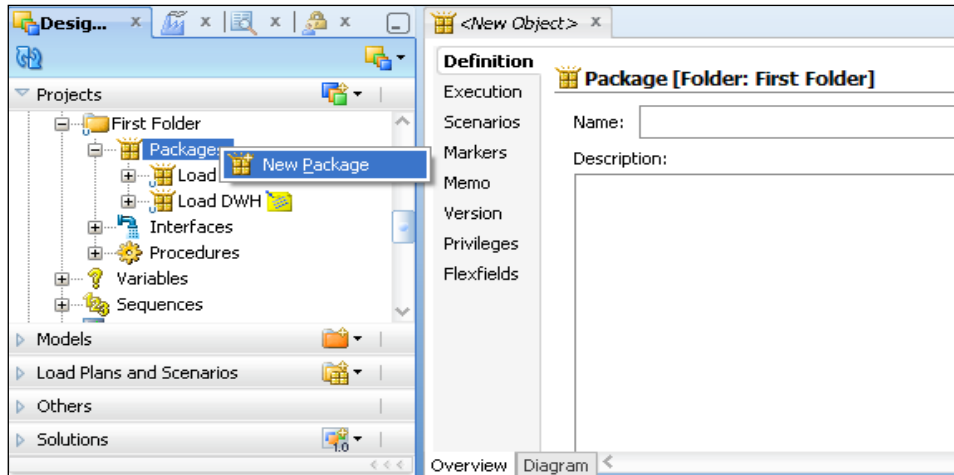 Desig...
Projects
First Folder
Packages
New Package
Load
Load DWH
Interfaces
Procedures
Variables
Sequences
Models
Load Plans and Scenarios
Others
Solutions
1.0
<New Object>
Definition
Execution
Scenarios
Markers
Memo
Version
Privileges
Flexfields
Package [Folder: First Folder]
Name:
Description:
Overview
Diagram